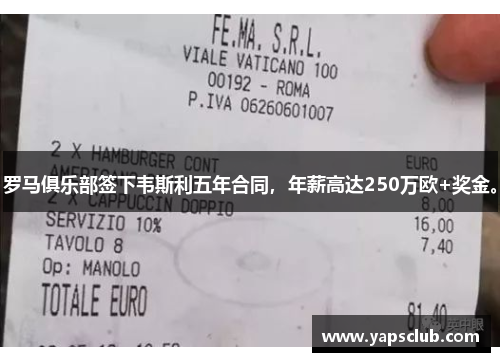 FE.MA. S.R.L.
VIALE VATICANO 100
00192 - ROMA
P.IVA 06260601007
2 X HAMBURGER CONT
EURO
罗马俱乐部签下韦斯利五年合同，年薪高达250万欧+奖金。
2 X CAPPUCCIN DOPPIO
8,00
SERVIZIO 10%
16,00
TAVOLO 8
7,40
Op: MANOLO
TOTALE EURO
81,40
www.yapsclub.com